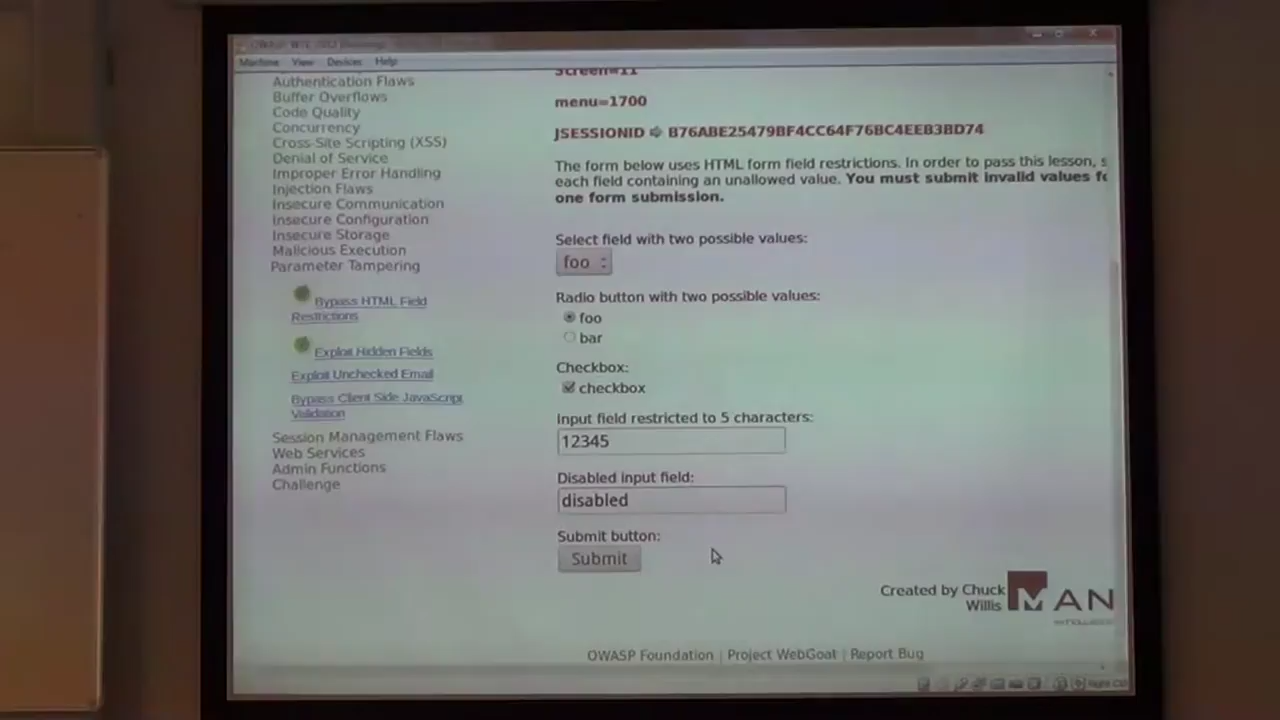 Machine View Devices Help
Authentication Flaws
Buffer Overflows
Code Quality
Concurrency
Cross-Site Scripting (XSS)
Denial of Service
Improper Error Handling
Injection Flaws
Insecure Communication
Insecure Configuration
Insecure Storage
Malicious Execution
Parameter Tampering
Bypass HTML Field
Restrictions
Exploit Hidden Fields
Exploit Unchecked Email
Bypass Client Side JavaScript
Validation
Session Management Flaws
Web Services
Admin Functions
Challenge
Screen=11
menu=1700
JSESSIONID ➩ B76ABE25479BF4CC64F76BC4EEB3BD74
The form below uses HTML form field restrictions. In order to pass this lesson, s
each field containing an unallowed value. You must submit invalid values fo
one form submission.
Select field with two possible values:
foo
Radio button with two possible values:
foo
bar
Checkbox:
checkbox
Input field restricted to 5 characters:
12345
Disabled input field:
disabled
Submit button:
Submit
Created by Chuck
Willis
MAN
OWASP Foundation | Project WebGoat | Report Bug